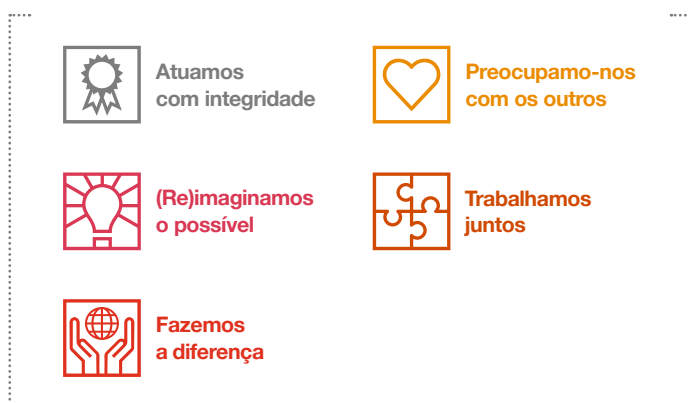 Atuamos
com integridade
Preocupamo-nos
com os outros
(Re)imaginamos
o possível
Trabalhamos
juntos
Fazemos
a diferença